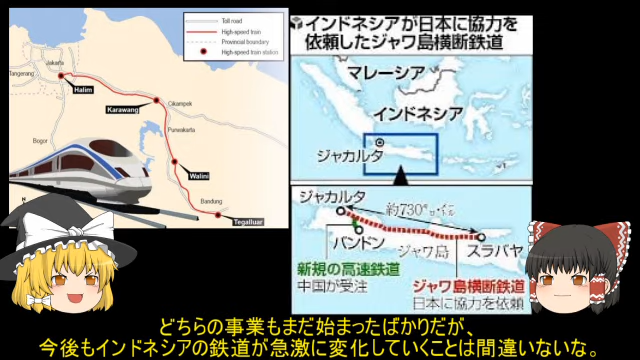 Toll road
High-speed train
Provincial boundary
High-speed train station
Jakarta
Tangerang
Halim
Karawang
Cikampek
Purwakarta
Bogor
Walini
Bandung
Tegalluar
インドネシアが日本に協力を
依頼したジャワ島横断鉄道
マレーシア
インドネシア
ジャカルタ
ジャカルタ
約730㌔㍍
バンドン
ジャワ島
スラバヤ
新規の高速鉄道
中国が受注
ジャワ島横断鉄道
日本に協力を依頼
どちらの事業もまだ始まったばかりだが、
今後もインドネシアの鉄道が急激に変化していくことは間違いないな。